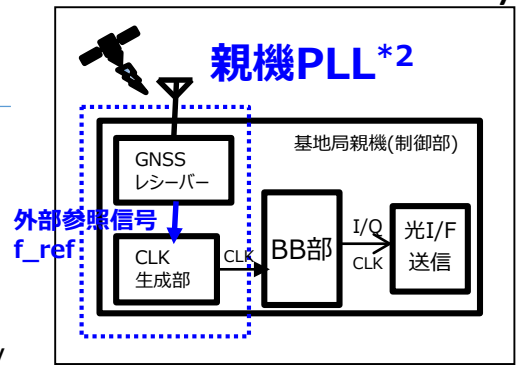 親機PLL*2
基地局親機(制御部)
GNSS
レシーバー
外部参照信号
f_ref
CLK
生成部
CLK
BB部
I/Q
CLK
光I/F
送信